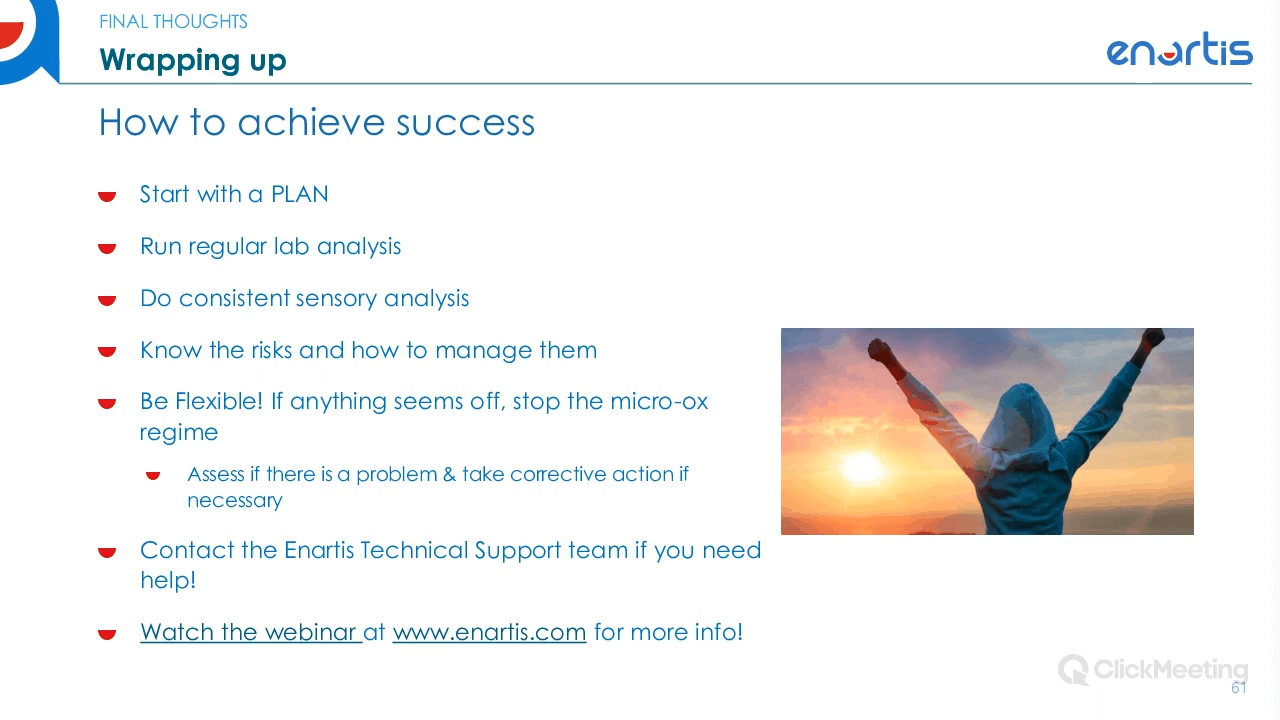 FINAL THOUGHTS
Wrapping up
enartis
How to achieve success
Start with a PLAN
Run regular lab analysis
Do consistent sensory analysis
Know the risks and how to manage them
Be Flexible! If anything seems off, stop the micro-ox
regime
Assess if there is a problem & take corrective action if
necessary
Contact the Enartis Technical Support team if you need
help!
Watch the webinar at www.enartis.com for more info!
ClickMeeting
61